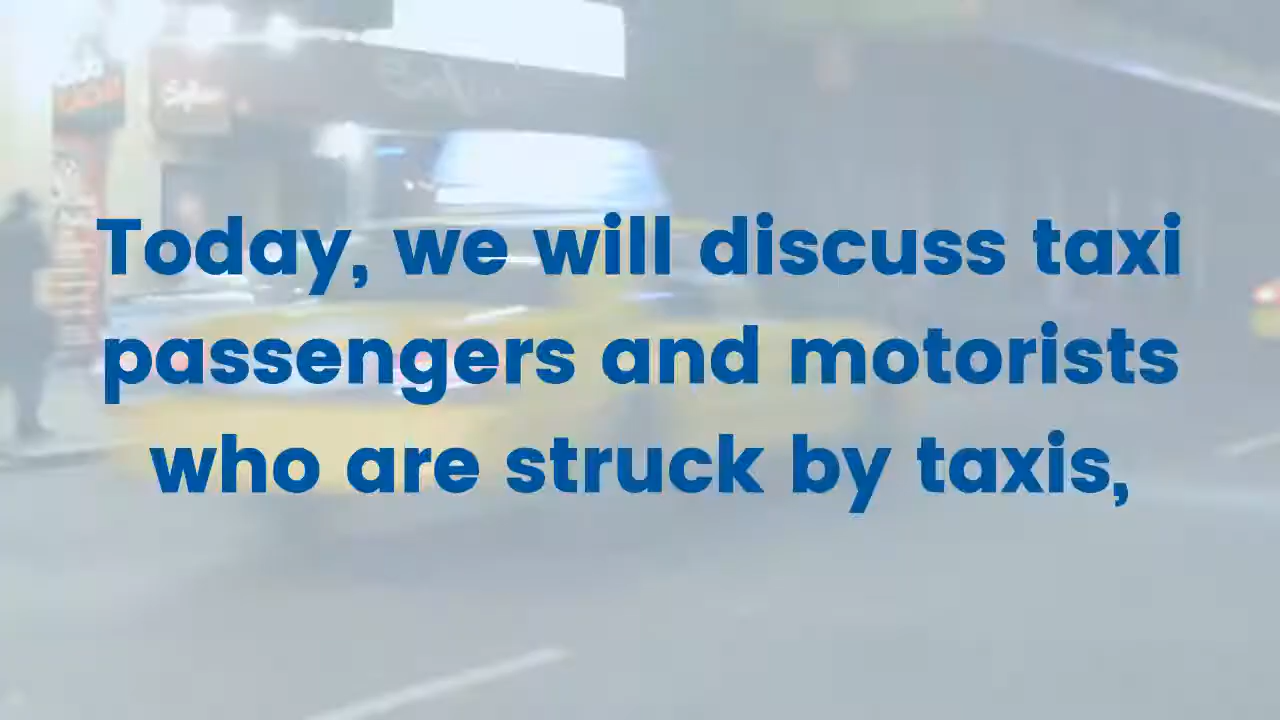 Today, we will discuss taxi
passengers and motorists
who are struck by taxis,